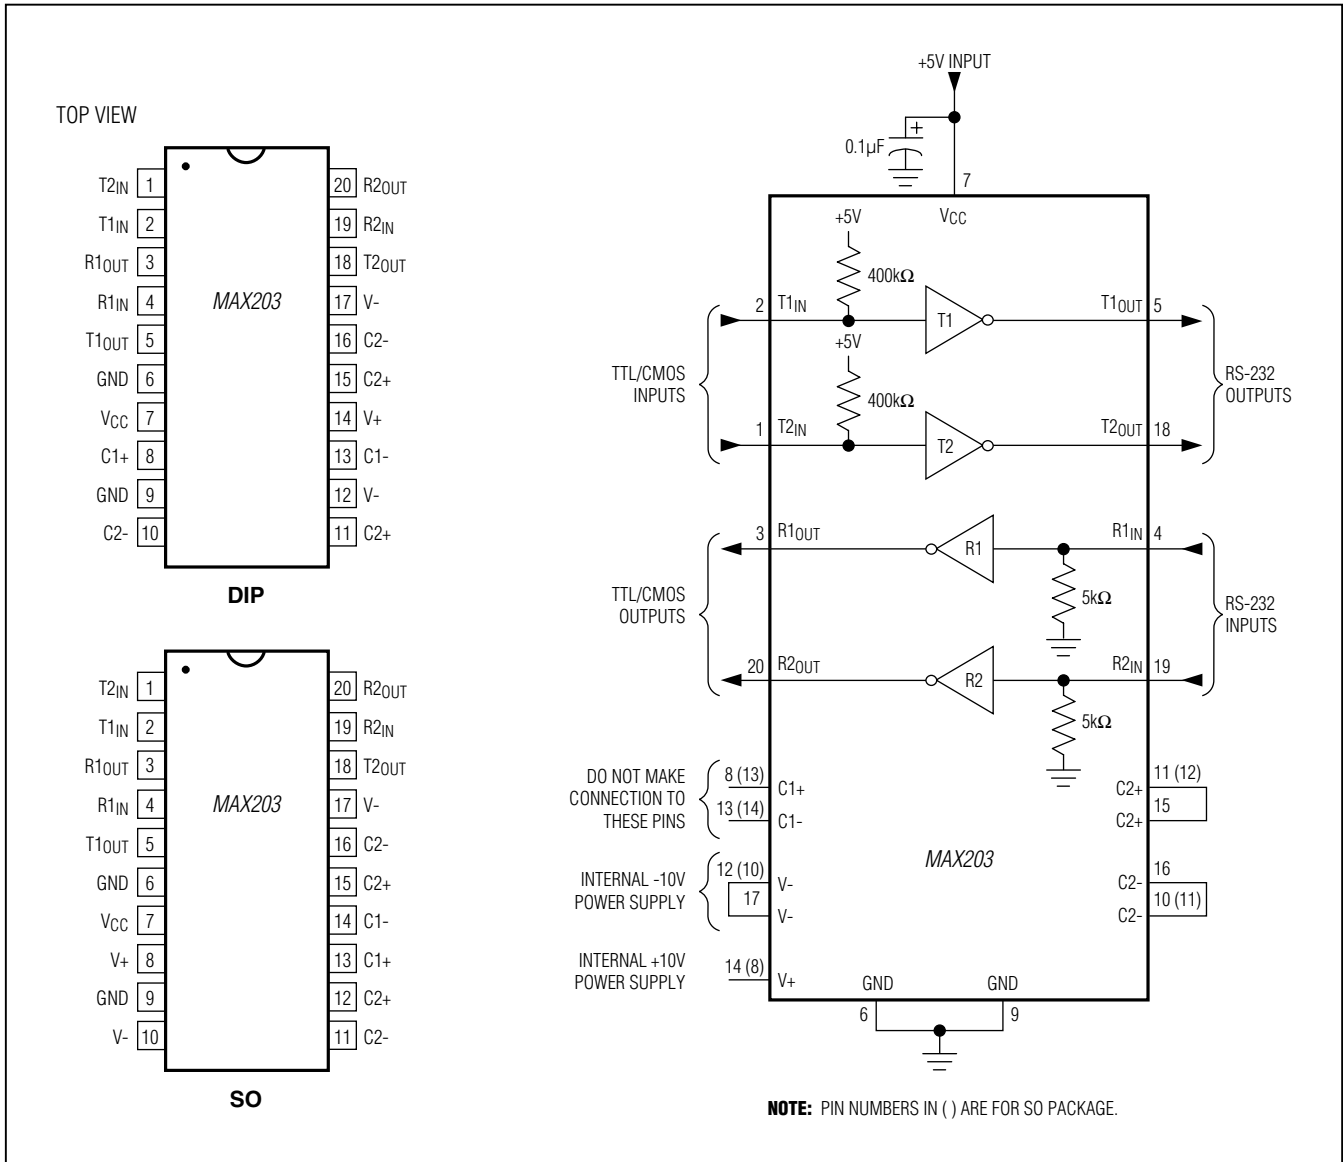 TOP VIEW
T2IN 1
T1IN 2
R1OUT 3
R1IN 4
T1OUT 5
GND 6
VCC 7
C1+ 8
GND 9
C2- 10
MAX203
20 R2OUT
19 R2IN
18 T2OUT
17 V-
16 C2-
15 C2+
14 V+
13 C1-
12 V-
11 C2+
DIP
T2IN 1
T1IN 2
R1OUT 3
R1IN 4
T1OUT 5
GND 6
VCC 7
V+ 8
GND 9
V- 10
MAX203
20 R2OUT
19 R2IN
18 T2OUT
17 V-
16 C2-
15 C2+
14 C1-
13 C1+
12 C2+
11 C2-
SO
+5V INPUT
+
0.1µF
7
VCC
+5V
400kΩ
2 T1IN
T1
T1OUT 5
+5V
400kΩ
TTL/CMOS
INPUTS
RS-232
OUTPUTS
1 T2IN
T2
T2OUT 18
3 R1OUT
R1
R1IN 4
5kΩ
TTL/CMOS
OUTPUTS
RS-232
INPUTS
20 R2OUT
R2
R2IN 19
5kΩ
DO NOT MAKE
CONNECTION TO
THESE PINS
8 (13)
C1+
13 (14)
C1-
11 (12)
C2+
15
C2+
MAX203
INTERNAL -10V
POWER SUPPLY
12 (10)
V-
17
V-
16
C2-
10 (11)
C2-
INTERNAL +10V
POWER SUPPLY
14 (8)
V+
GND
GND
6
9
NOTE: PIN NUMBERS IN ( ) ARE FOR SO PACKAGE.